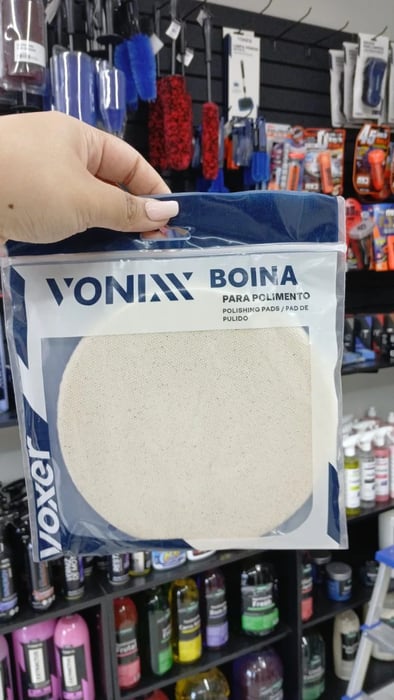 VONIXX
BOINA
PARA POLIMENTO
POLISHING PADS / PAD DE
PULIDO
voxer